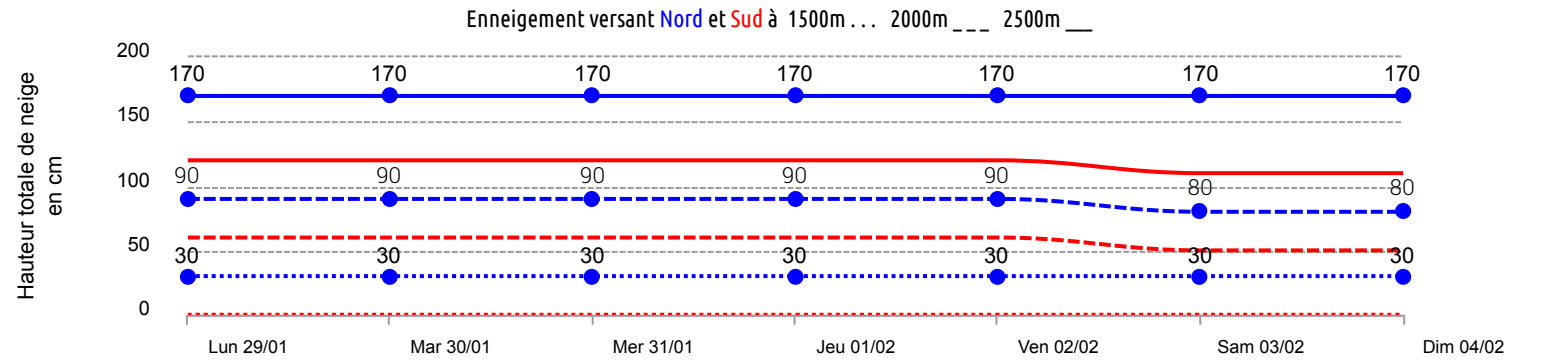 Enneigement versant Nord et Sud à 1500m . . . 2000m _ _ _ 2500m __
Hauteur totale de neige
en cm
200
170 170 170 170 170 170 170
150
90 90 90 90 90 80 80
100
50
30 30 30 30 30 30 30
0
Lun 29/01 Mar 30/01 Mer 31/01 Jeu 01/02 Ven 02/02 Sam 03/02 Dim 04/02